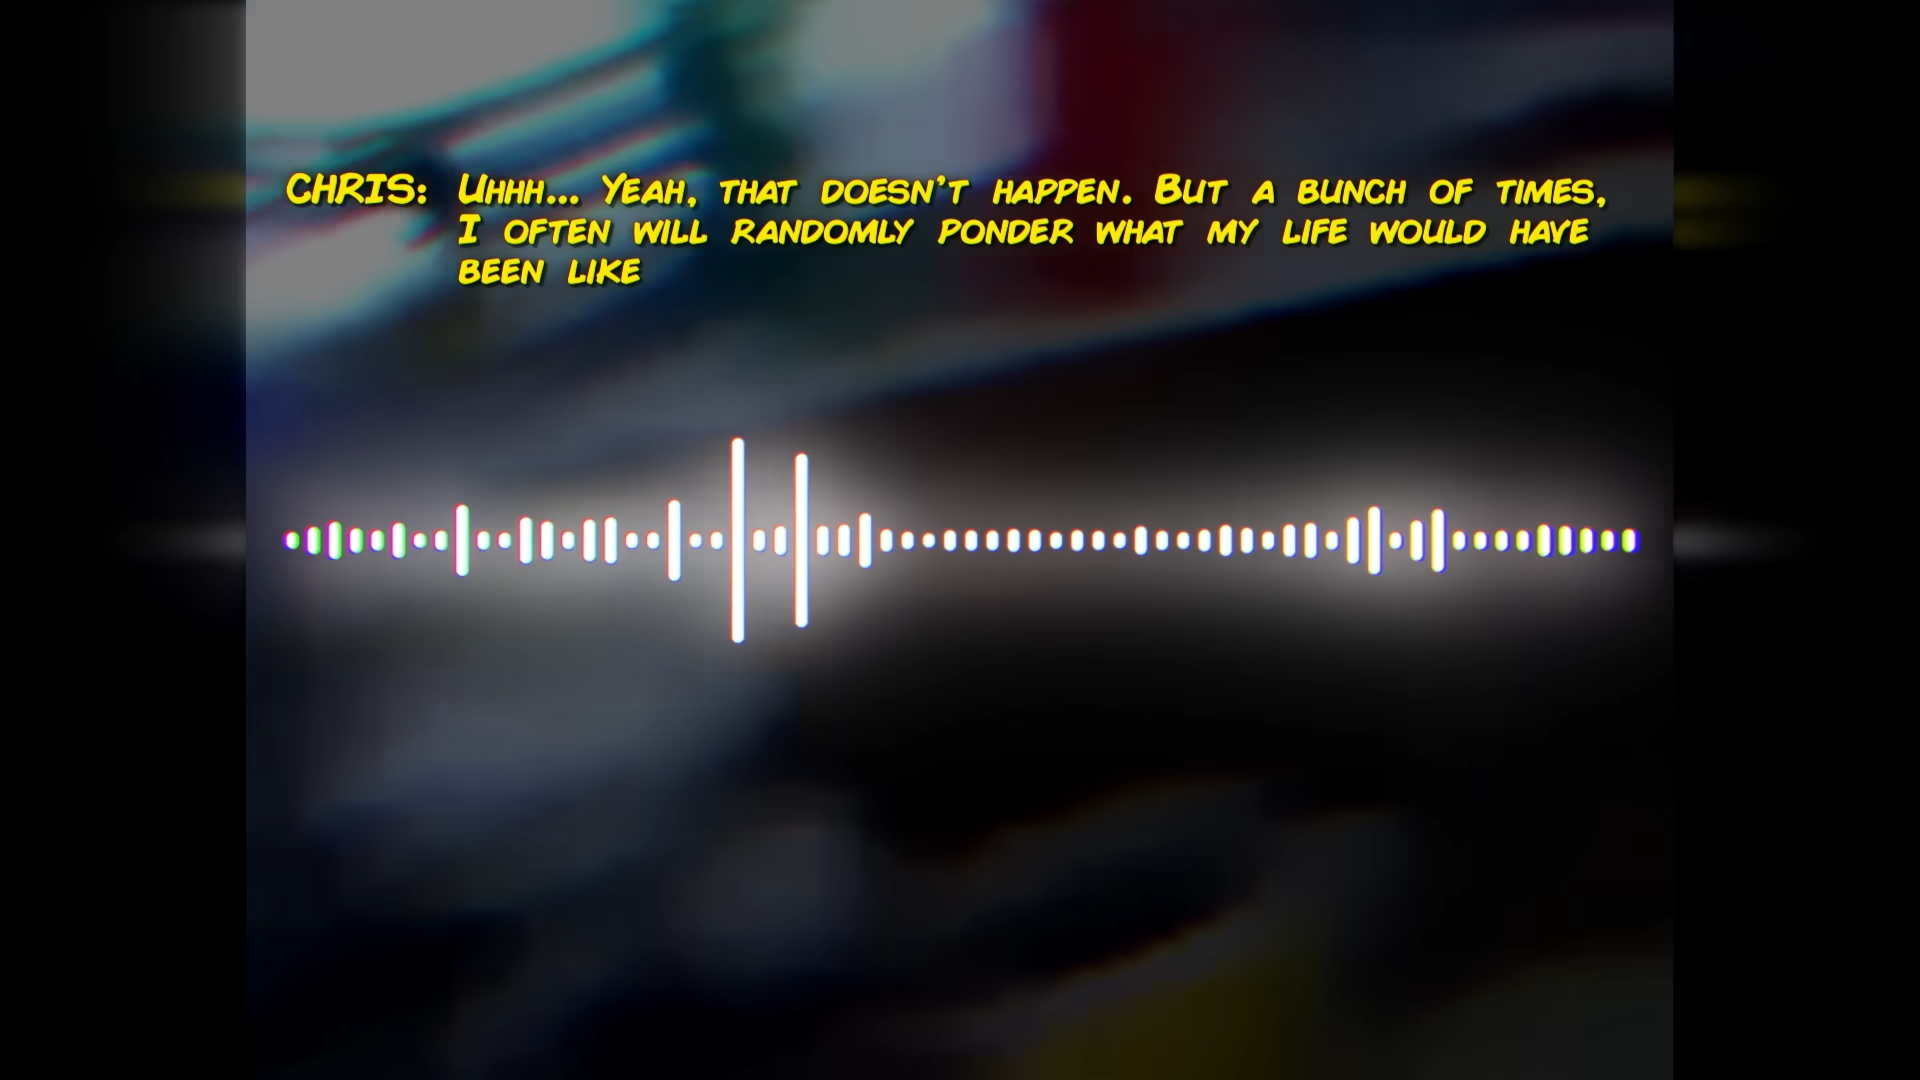 CHRIS: UHHH... YEAH, THAT DOESN'T HAPPEN. BUT A BUNCH OF TIMES,
I OFTEN WILL RANDOMLY PONDER WHAT MY LIFE WOULD HAVE
BEEN LIKE